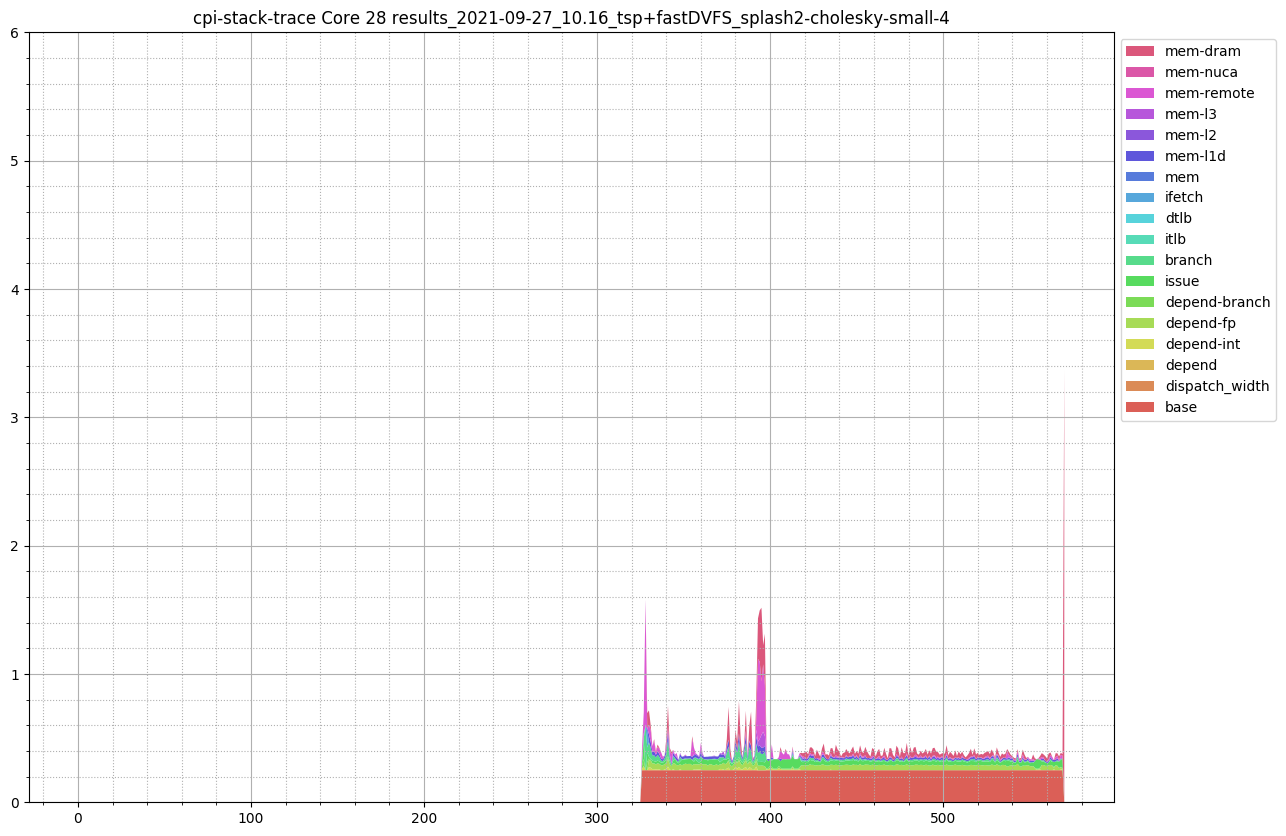 cpi-stack-trace Core 28 results_2021-09-27_10.16_tsp+fastDVFS_splash2-cholesky-small-4
6
5
4
3
2
1
0
0 100 200 300 400 500
mem-dram
mem-nuca
mem-remote
mem-l3
mem-l2
mem-l1d
mem
ifetch
dtlb
itlb
branch
issue
depend-branch
depend-fp
depend-int
depend
dispatch_width
base